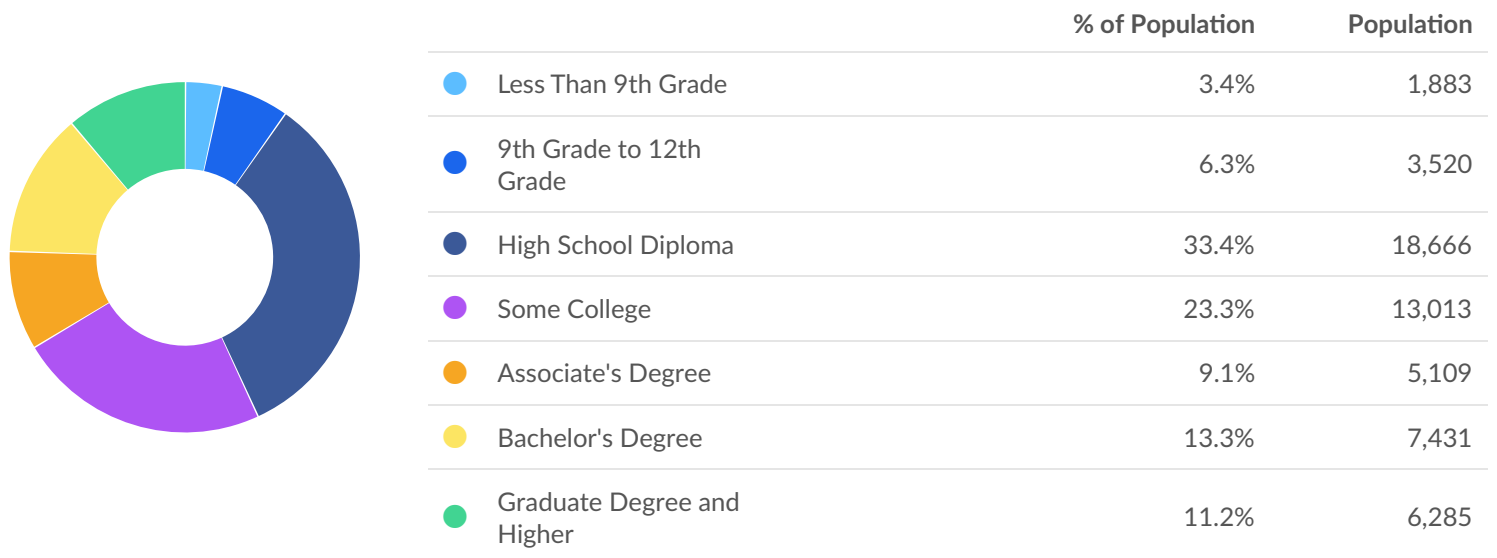 % of Population Population
Less Than 9th Grade 3.4% 1,883
9th Grade to 12th
Grade 6.3% 3,520
High School Diploma 33.4% 18,666
Some College 23.3% 13,013
Associate's Degree 9.1% 5,109
Bachelor's Degree 13.3% 7,431
Graduate Degree and
Higher 11.2% 6,285